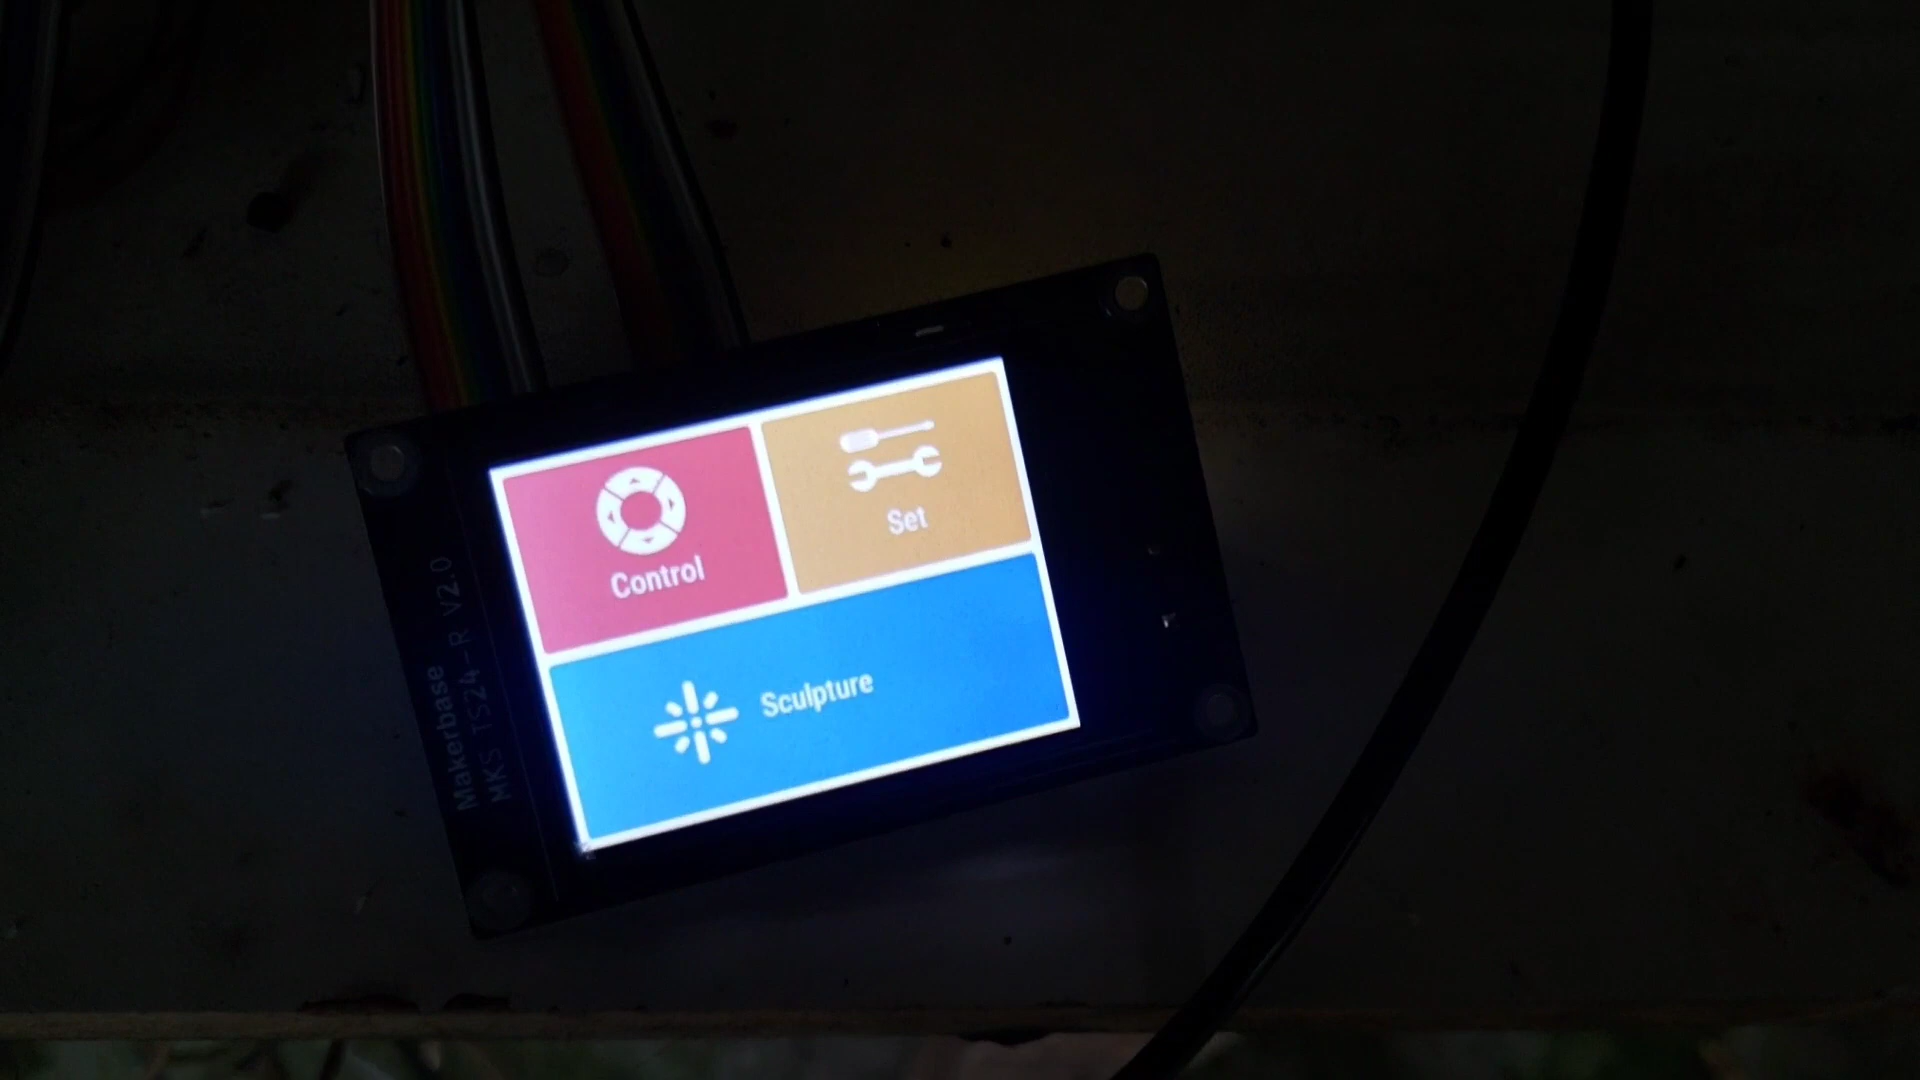 Control
Set
Sculpture
Makerbase
MKS TS24-R V2.0